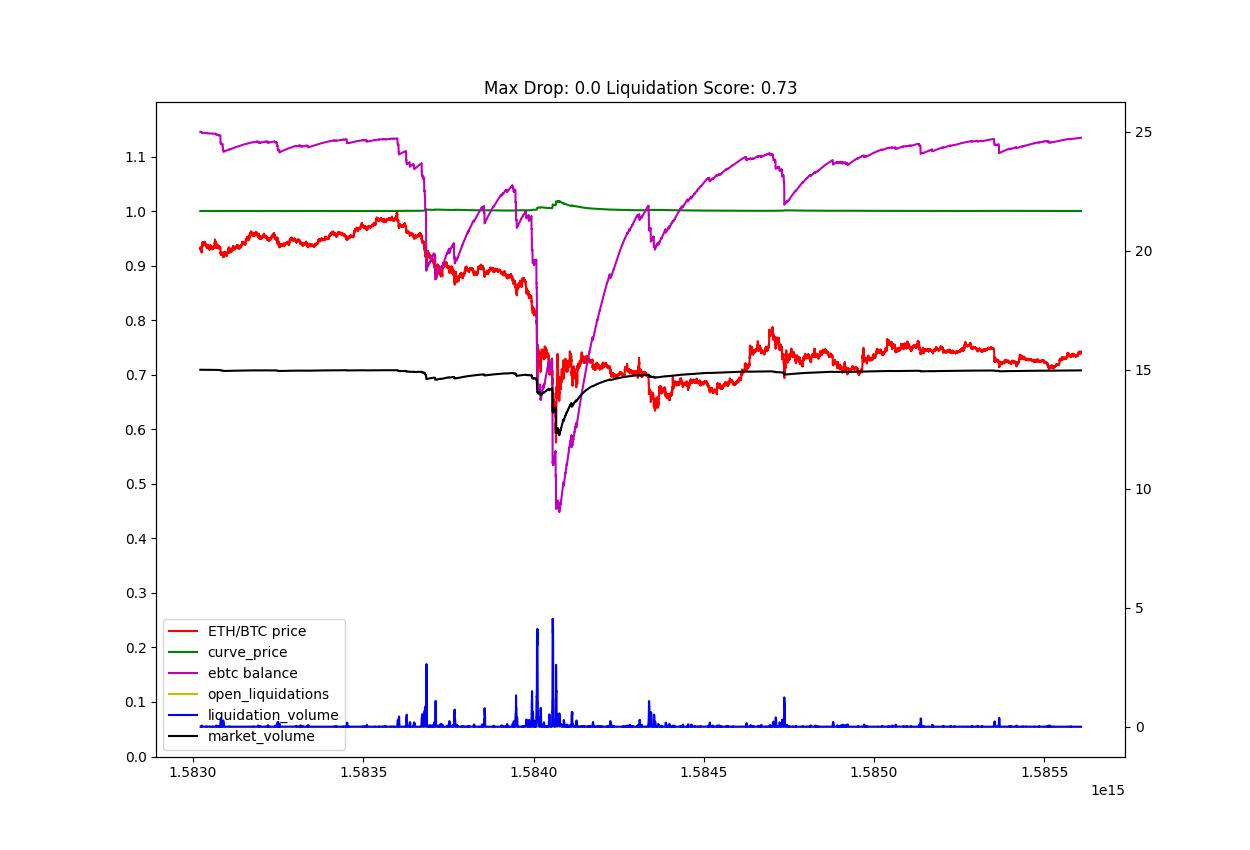 Max Drop: 0.0 Liquidation Score: 0.73
1.1
1.0
0.9
0.8
0.7
0.6
0.5
0.4
0.3
0.2
0.1
0.0
25
20
15
10
5
0
ETH/BTC price
curve_price
ebtc balance
open_liquidations
liquidation_volume
market_volume
1.5830 1.5835 1.5840 1.5845 1.5850 1.5855
1e15